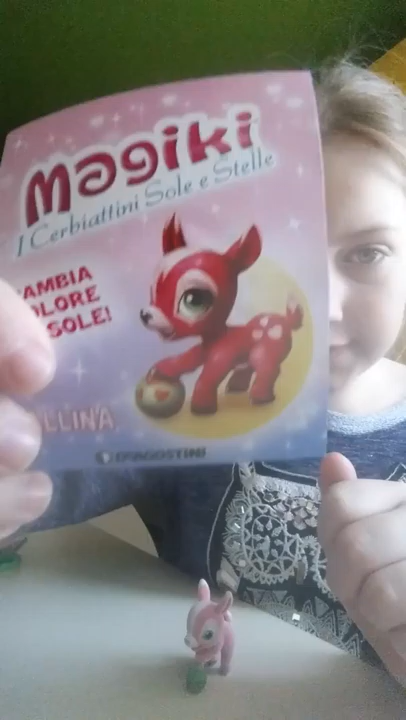 Magiki
I Cerbiattini Sole e Stelle
AMBIA
OLORE
SOLE!
LLINA
DeAGOSTINI